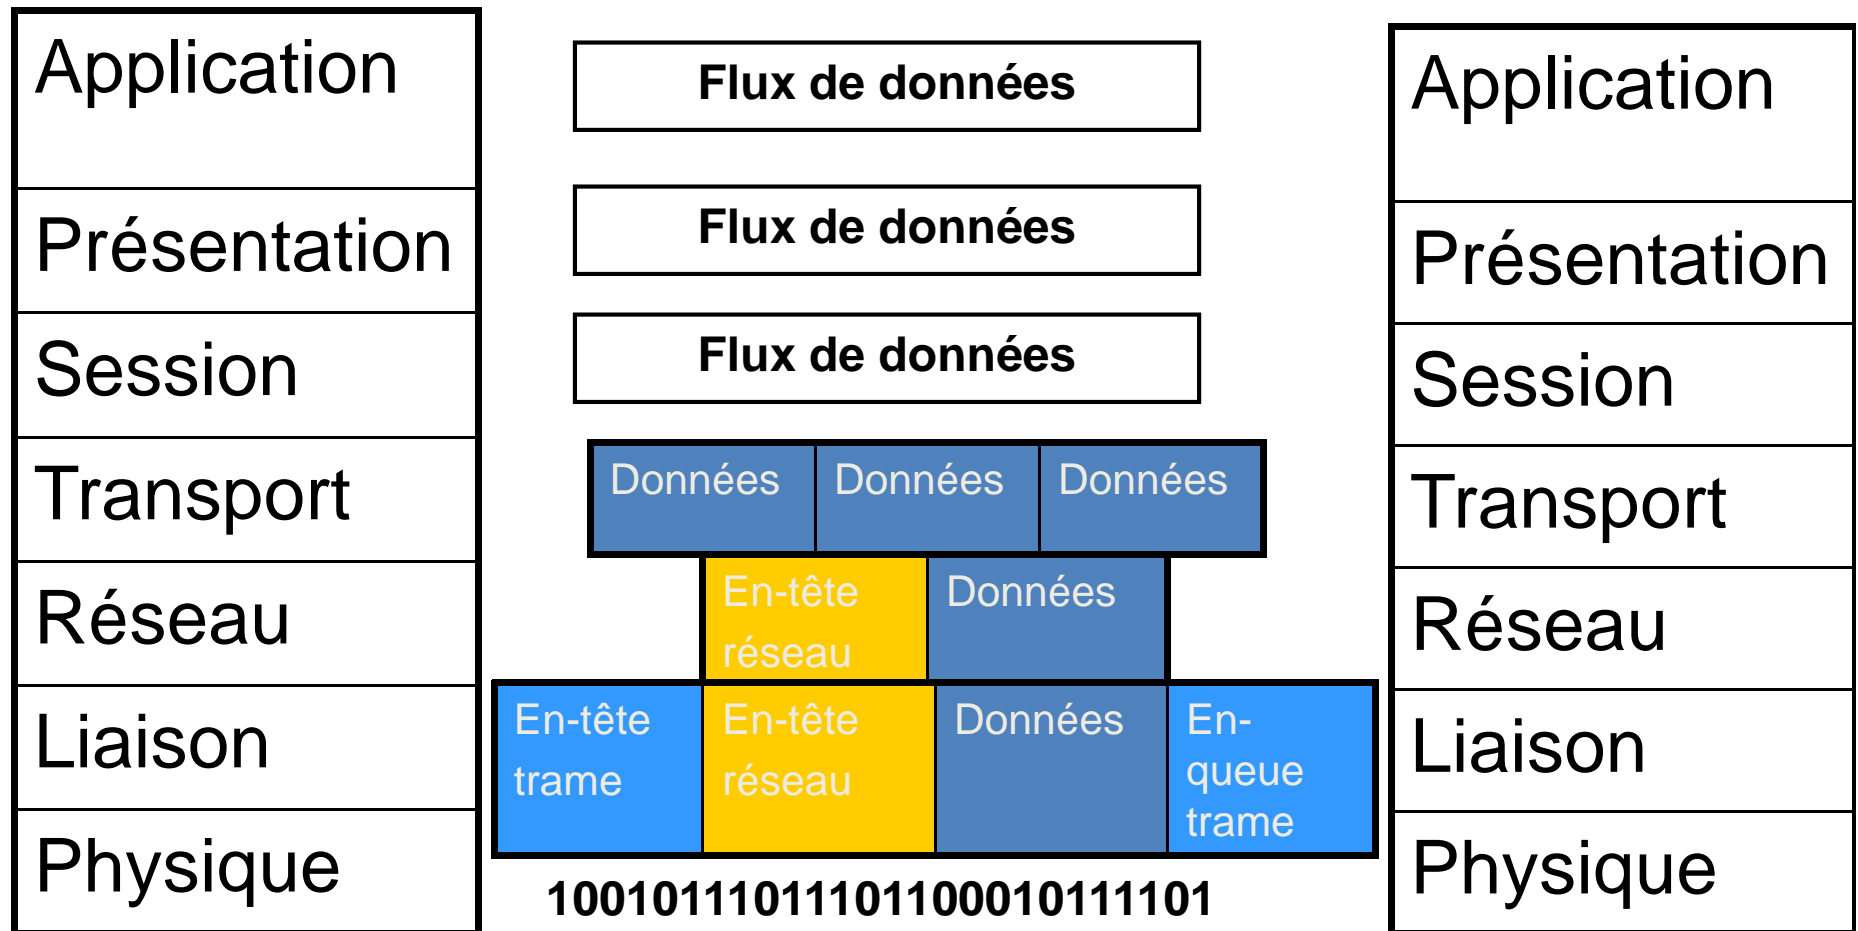 Application
Présentation
Session
Transport
Réseau
Liaison
Physique
Flux de données
Flux de données
Flux de données
Données Données Données
En-tête réseau Données
En-tête trame En-tête réseau Données En-queue trame
1001011101110110001011​1101
Application
Présentation
Session
Transport
Réseau
Liaison
Physique